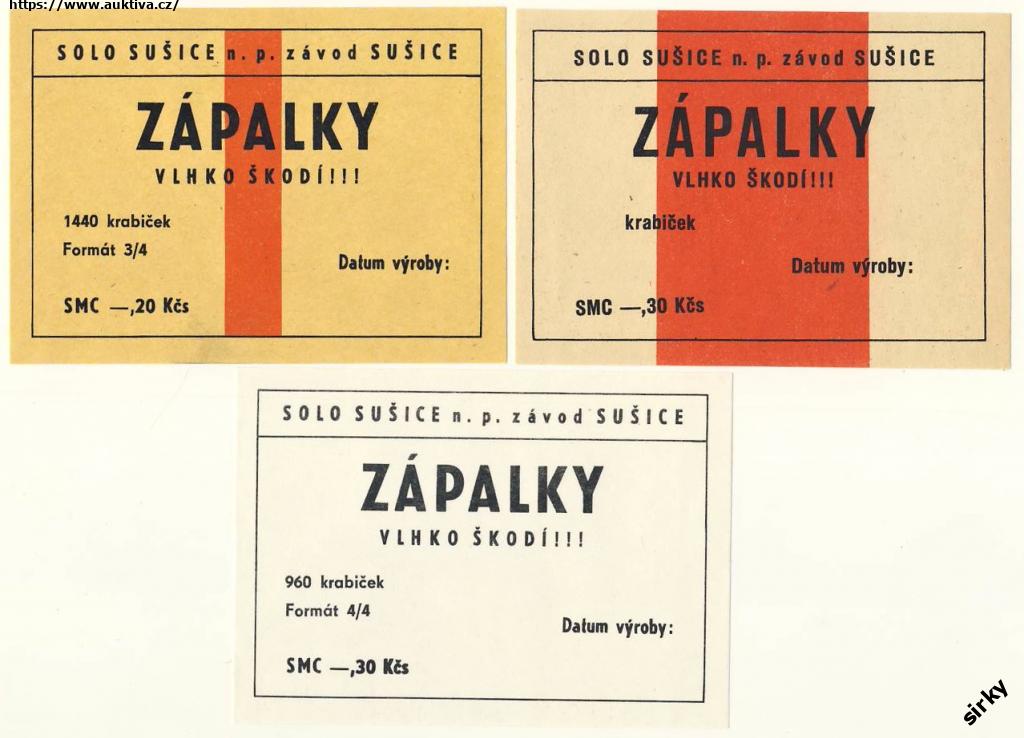 https://www.auktiva.cz/
SOLO SUŠICE n. p. závod SUŠICE
ZÁPALKY
VLHKO ŠKODÍ!!!
1440 krabiček
Formát 3/4
Datum výroby:
SMC —,20 Kčs
SOLO SUŠICE n. p. závod SUŠICE
ZÁPALKY
VLHKO ŠKODÍ!!!
krabiček
Datum výroby:
SMC —,30 Kčs
SOLO SUŠICE n. p. závod SUŠICE
ZÁPALKY
VLHKO ŠKODÍ!!!
960 krabiček
Formát 4/4
Datum výroby:
SMC —,30 Kčs
sirky